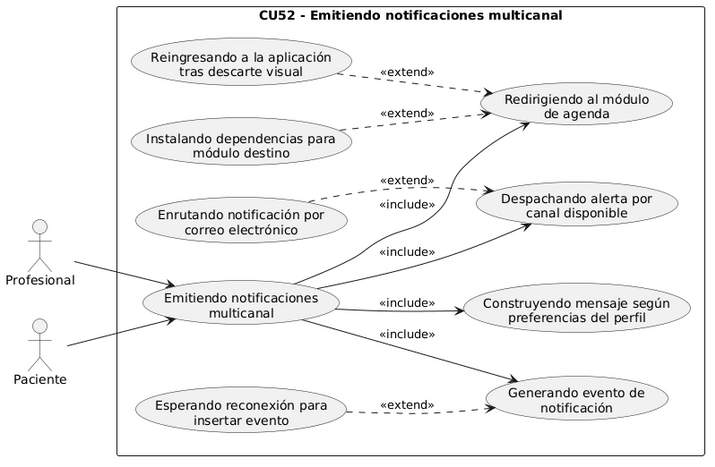 CU52 - Emitiendo notificaciones multicanal
Reingresando a la aplicación
tras descarte visual
«extend»
Redirigiendo al módulo
de agenda
Instalando dependencias para
módulo destino
«extend»
Enrutando notificación por
correo electrónico
«extend»
«include»
Despachando alerta por
canal disponible
«include»
Profesional
Emitiendo notificaciones
multicanal
«include»
Construyendo mensaje según
preferencias del perfil
«include»
Paciente
Esperando reconexión para
insertar evento
«extend»
Generando evento de
notificación